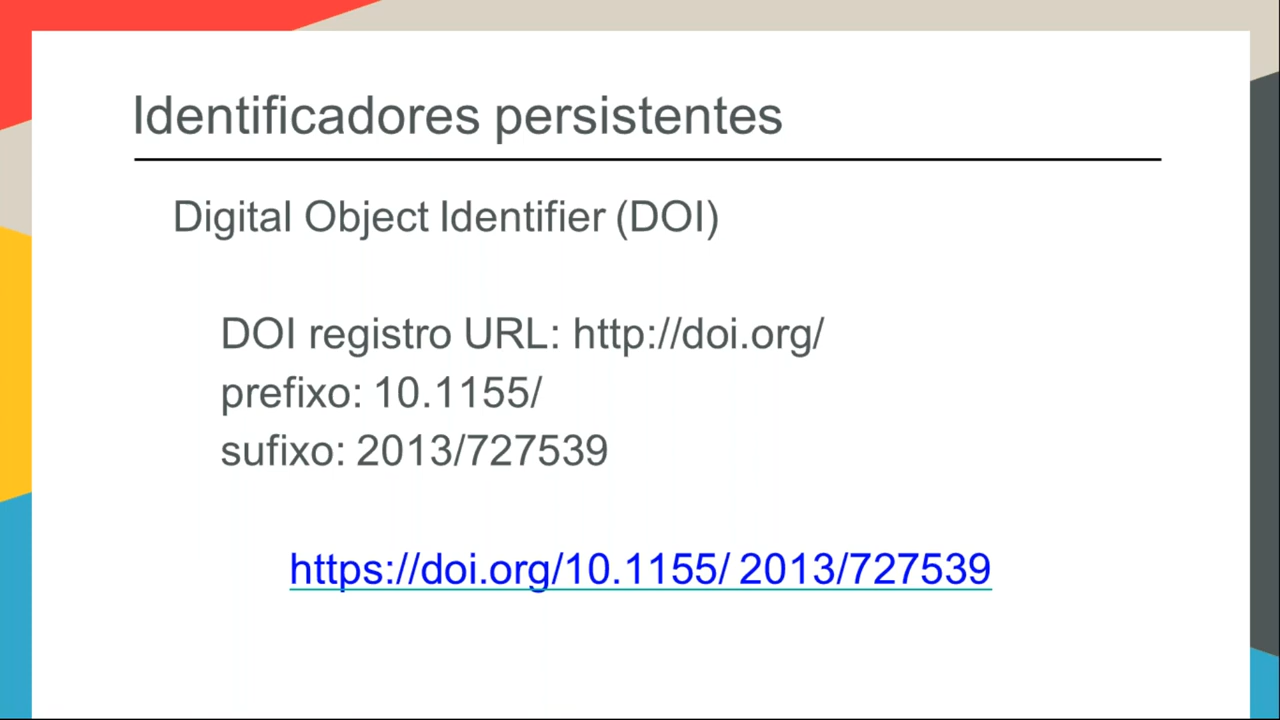 Identificadores persistentes
Digital Object Identifier (DOI)
DOI registro URL: http://doi.org/
prefixo: 10.1155/
sufixo: 2013/727539
https://doi.org/10.1155/ 2013/727539